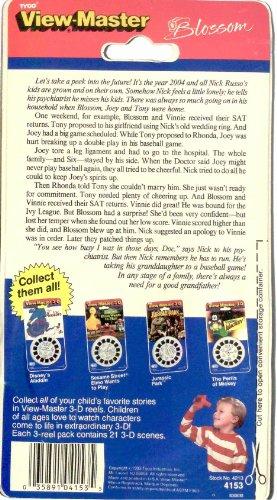 TYCO
View-Master
Blossom
Let's take a peek into the future! It's the year 2004 and all Nick Russo's
kids are grown and on their own. Somehow Nick feels a little lonely; he tells
his psychiatrist he misses his kids. There was always so much going on in his
household when Blossom, Joey and Tony were home.
One weekend, for example, Blossom and Vinnie received their SAT
returns. Tony proposed to his girlfriend using Nick's old wedding ring. And
Joey had a big game scheduled. While Tony proposed to Rhonda, Joey was
hurt breaking up a double play in his baseball game.
Joey tore a leg ligament and had to go to the hospital. The whole
family—and Six—stayed by his side. When the Doctor said Joey might
never play baseball again, they all tried to be cheerful. Nick tried to do all he
could to keep Joey's spirits up.
Then Rhonda told Tony she couldn't marry him. She just wasn't ready
for commitment. Tony needed plenty of cheering up. And Blossom and
Vinnie received their SAT returns. Vinnie did great! He was bound for the
Ivy League. But Blossom had a surprise! She'd been very confident—but
lost her temper when she found out her low score. Vinnie scored higher than
she did, and Blossom blew up at him. Nick suggested an apology to Vinnie
was in order. Later they patched things up.
"You see how busy I was in those days, Doc," says Nick to his psy-
chiatrist. But then Nick remembers he has to run. He's
taking his granddaughter to a baseball game!
In any stage of our lives, there's always a
need for a good grandfather!
Collect
them all!
Disney's
Aladdin
Sesame Street
Elmo Wants
to Play
Jurassic
Park
The Perils
of Mickey
Cut here to open convenient storage container.
Collect all of your child's favorite stories
in View-Master 3-D reels. Children
of all ages love to watch characters
come to life in extraordinary 3-D!
Each 3-reel pack contains 21 3-D scenes.
0 35891 04153 5
Stock No. 4213
4153